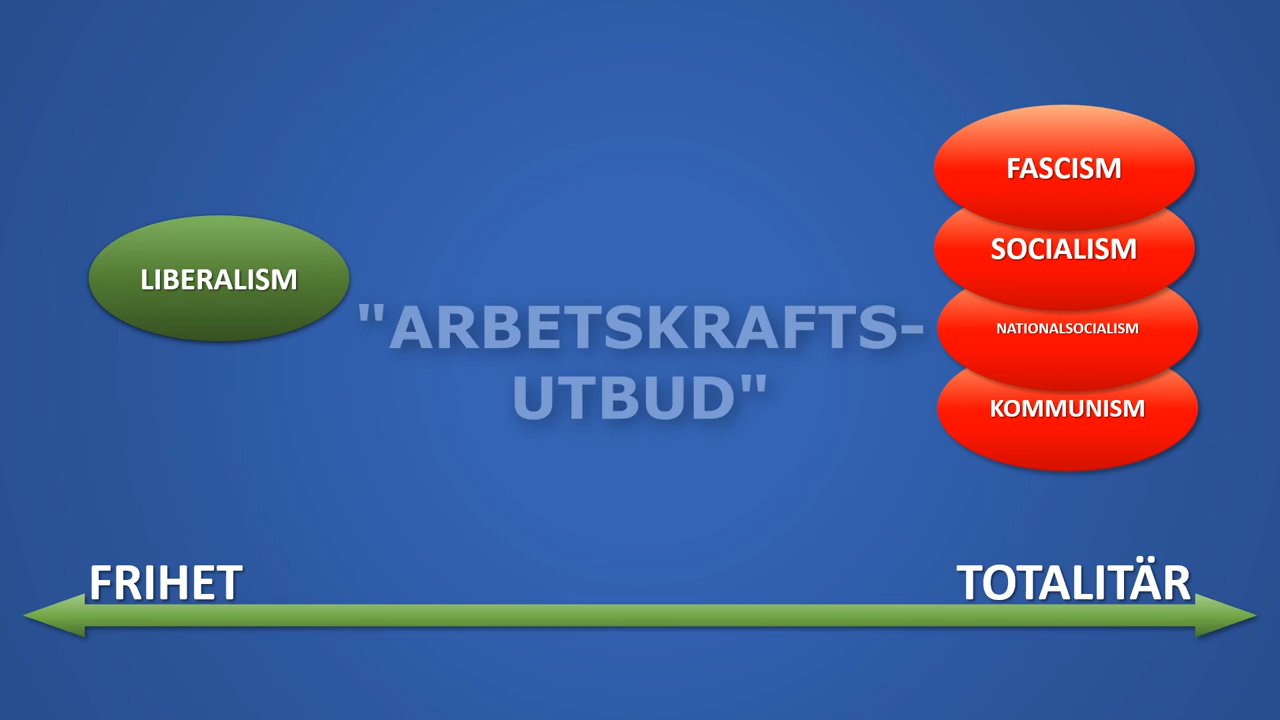 FASCISM
SOCIALISM
LIBERALISM
"ARBETSKRAFTS-
UTBUD"
NATIONALSOCIALISM
KOMMUNISM
FRIHET
TOTALITÄR